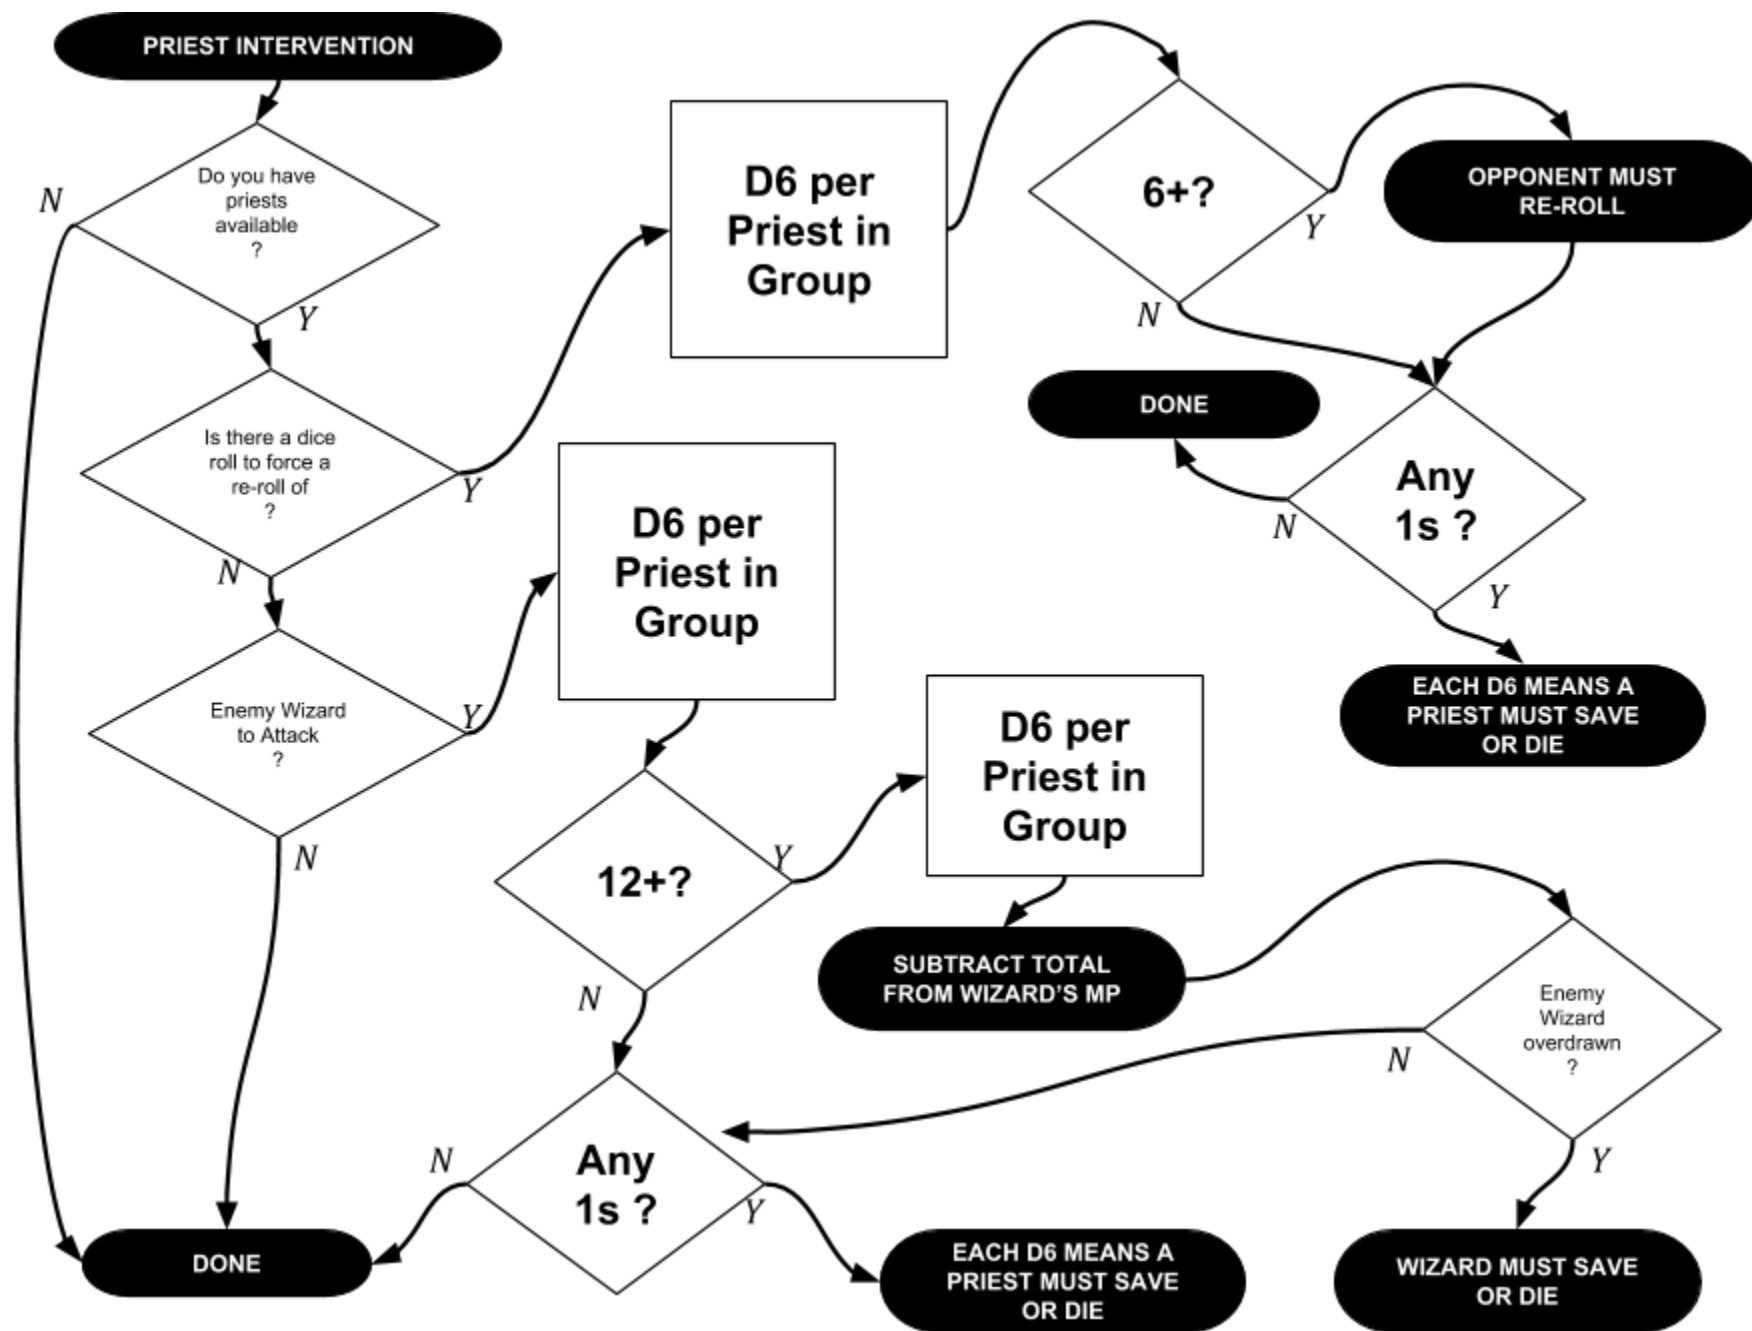 PRIEST INTERVENTION
Do you have
priests
available
?
N
Y
Is there a dice
roll to force a
re-roll of
?
Y
N
Enemy Wizard
to Attack
?
Y
N
DONE
D6 per
Priest in
Group
6+?
Y
N
OPPONENT MUST
RE-ROLL
Any
1s ?
N
Y
DONE
EACH D6 MEANS A
PRIEST MUST SAVE
OR DIE
D6 per
Priest in
Group
12+?
Y
N
D6 per
Priest in
Group
SUBTRACT TOTAL
FROM WIZARD'S MP
Enemy
Wizard
overdrawn
?
N
Y
WIZARD MUST SAVE
OR DIE
Any
1s ?
N
Y
EACH D6 MEANS A
PRIEST MUST SAVE
OR DIE